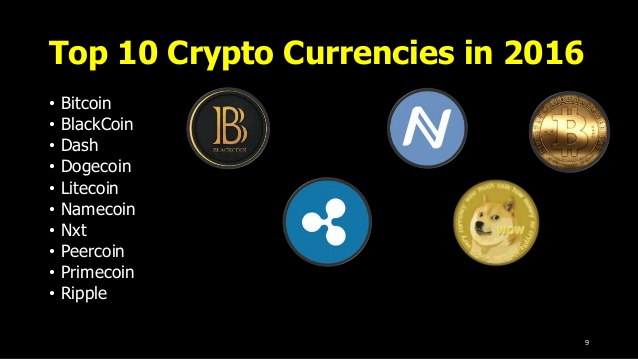 Top 10 Crypto Currencies in 2016
• Bitcoin
• BlackCoin
• Dash
• Dogecoin
• Litecoin
• Namecoin
• Nxt
• Peercoin
• Primecoin
• Ripple
BLACKCOIN
wow
9